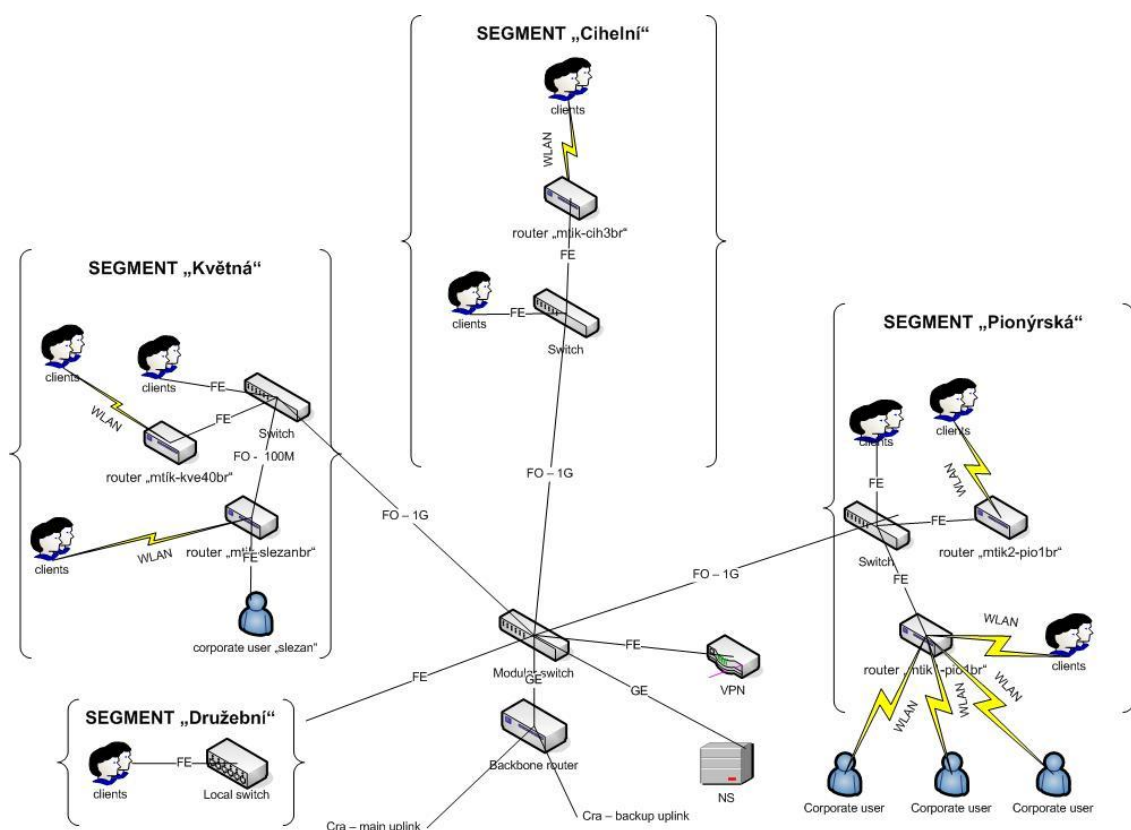 SEGMENT „Cihelní“
clients
WLAN
router „mtik-cih3br“
FE
clients
FE
Switch
FO – 1G
SEGMENT „Květná“
clients
clients
FE
WLAN
FE
Switch
FO - 100M
router „mtík-kve40br“
router „mtik-slezanbr“
clients
WLAN
FE
corporate user „slezan“
FO – 1G
SEGMENT „Pionýrská“
clients
clients
FE
WLAN
FE
Switch
router „mtik2-pio1br“
FE
FO – 1G
WLAN
clients
router
WLAN
WLAN
WLAN
Corporate user
Corporate user
Corporate user
Modular switch
FE
VPN
FE
GE
GE
Backbone router
NS
Cra – main uplink
Cra – backup uplink
SEGMENT „Družební“
clients
FE
Local switch